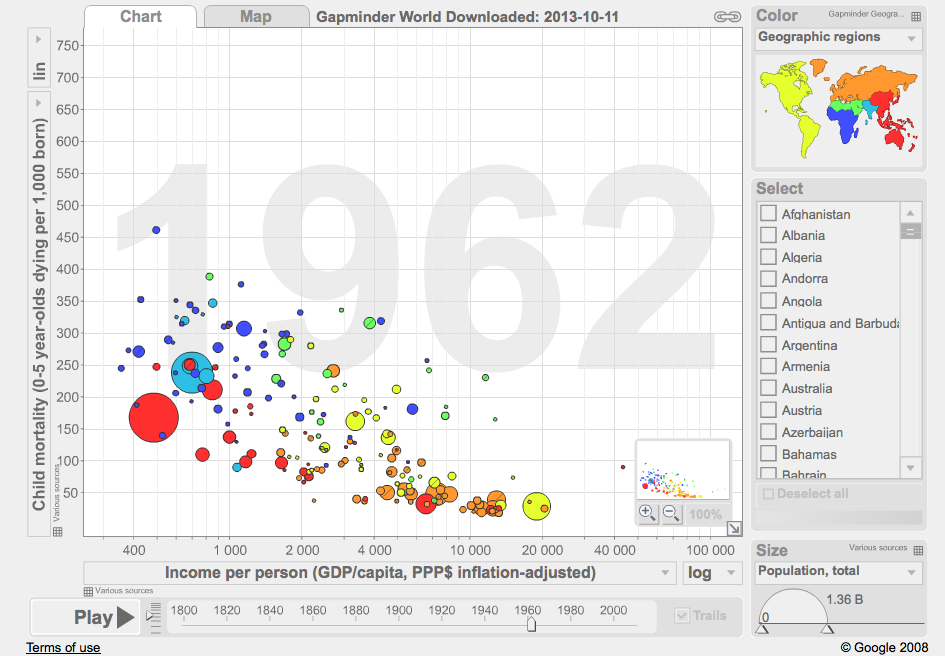 Chart
Map
Gapminder World Downloaded: 2013-10-11
lin
Child mortality (0-5 year-olds dying per 1,000 born)
Various sources
750
700
650
600
550
500
450
400
350
300
250
200
150
100
50
1962
400
1 000
2 000
4 000
10 000
20 000
40 000
100 000
100%
Income per person (GDP/capita, PPP$ inflation-adjusted)
log
Various sources
Play
1800
1820
1840
1860
1880
1900
1920
1940
1960
1980
2000
Trails
Color
Gapminder Geogra...
Geographic regions
Select
Afghanistan
Albania
Algeria
Andorra
Angola
Antigua and Barbuda
Argentina
Armenia
Australia
Austria
Azerbaijan
Bahamas
Bahrain
Deselect all
Size
Various sources
Population, total
1.36 B
0
Terms of use
© Google 2008